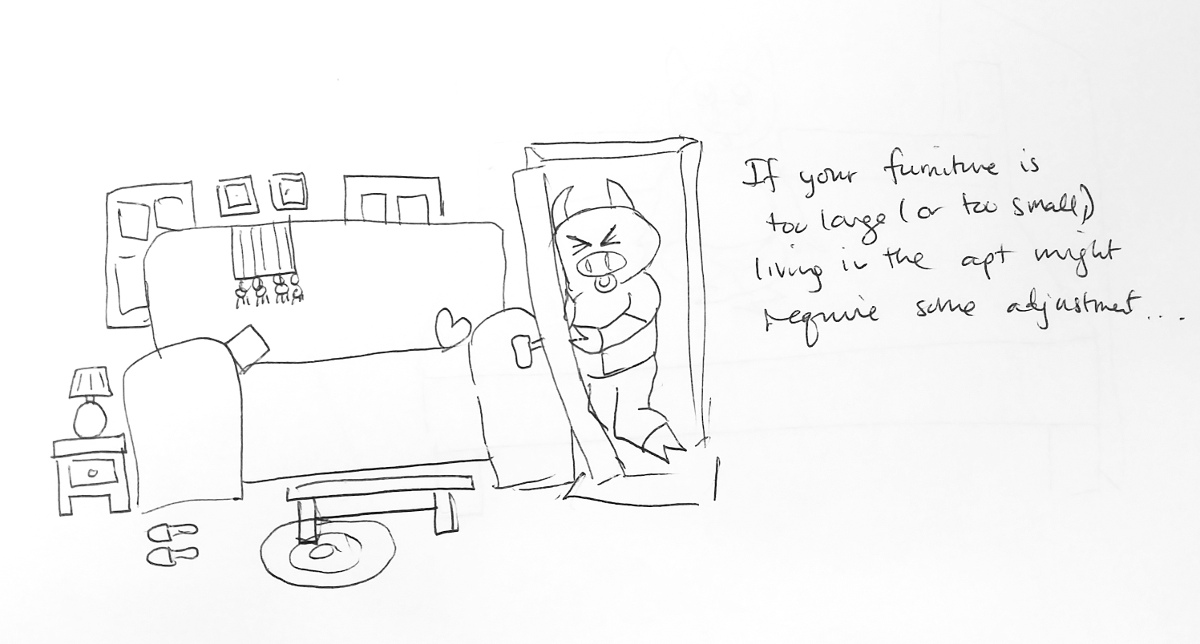 If your furniture is
too large (or too small,)
living in the apt might
require some adjustment...